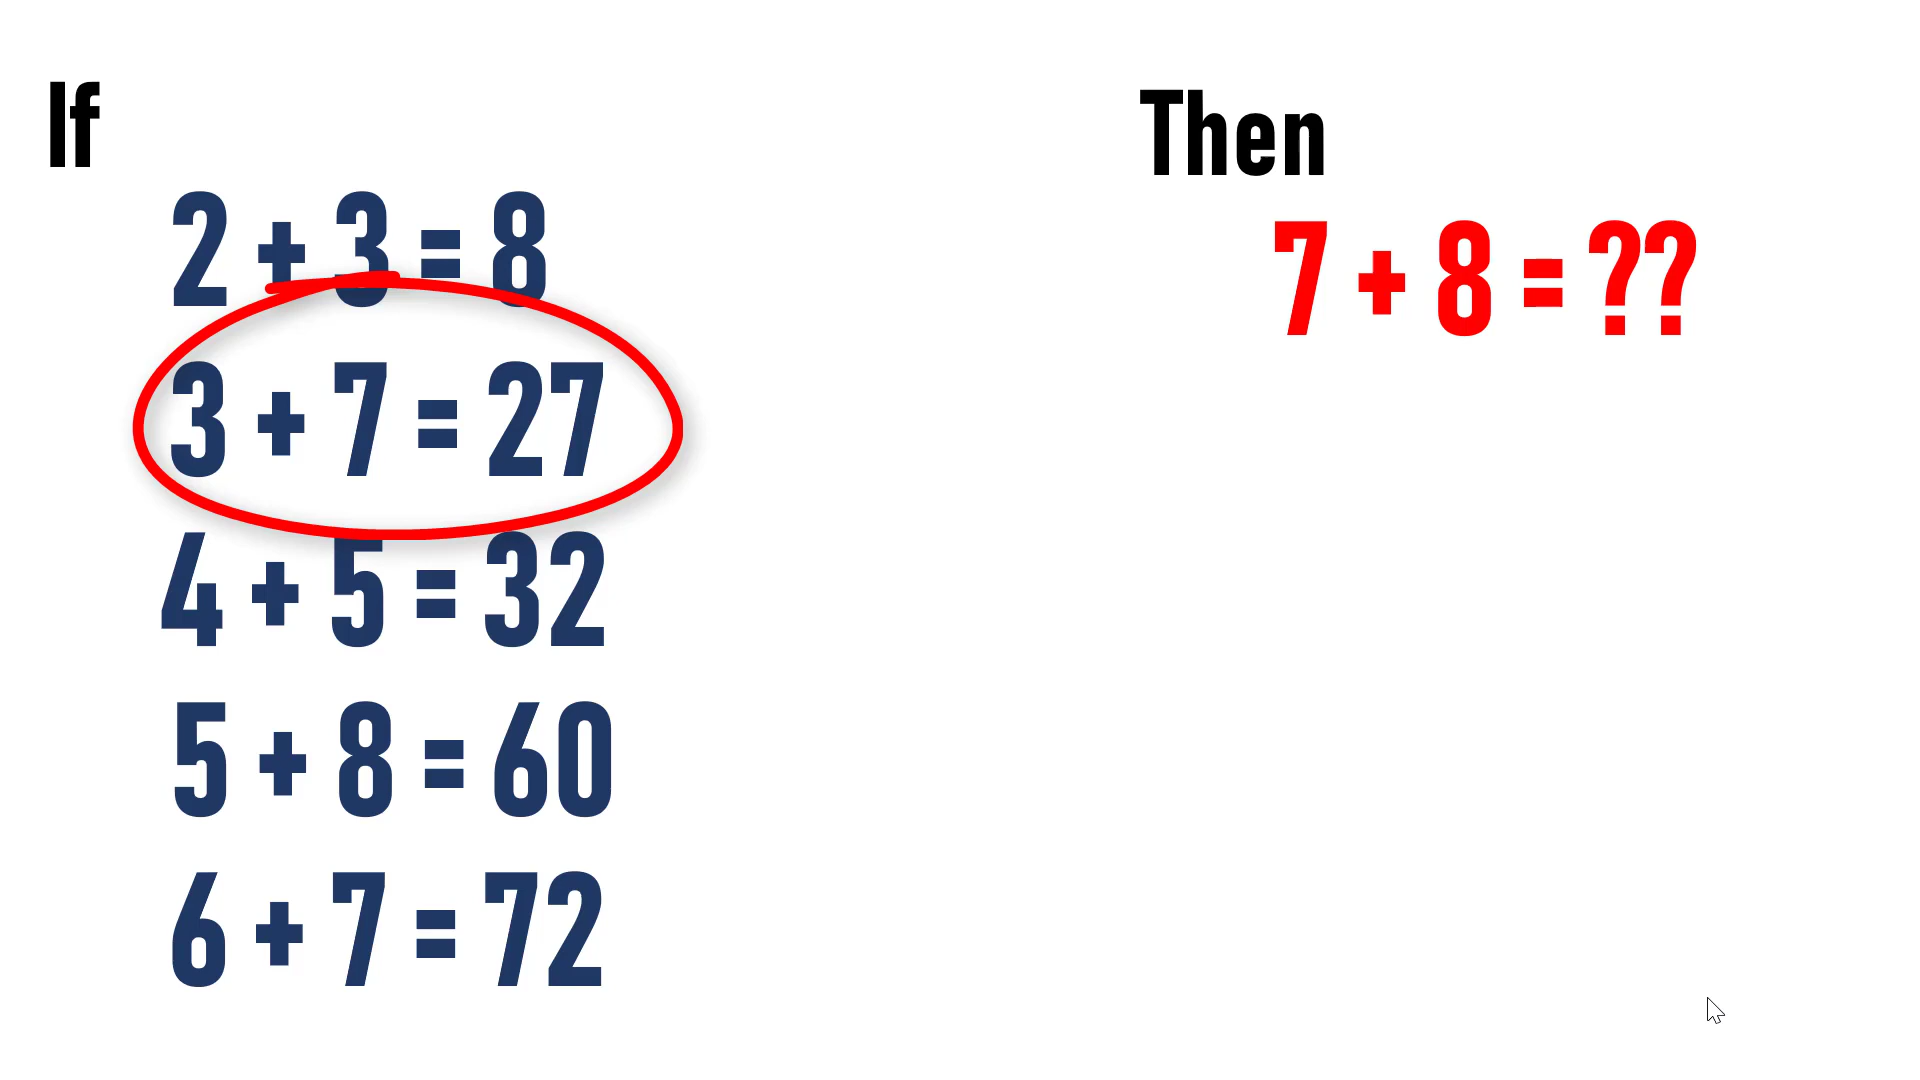 If
2 + 3 = 8
3 + 7 = 27
4 + 5 = 32
5 + 8 = 60
6 + 7 = 72
Then
7 + 8 = ??